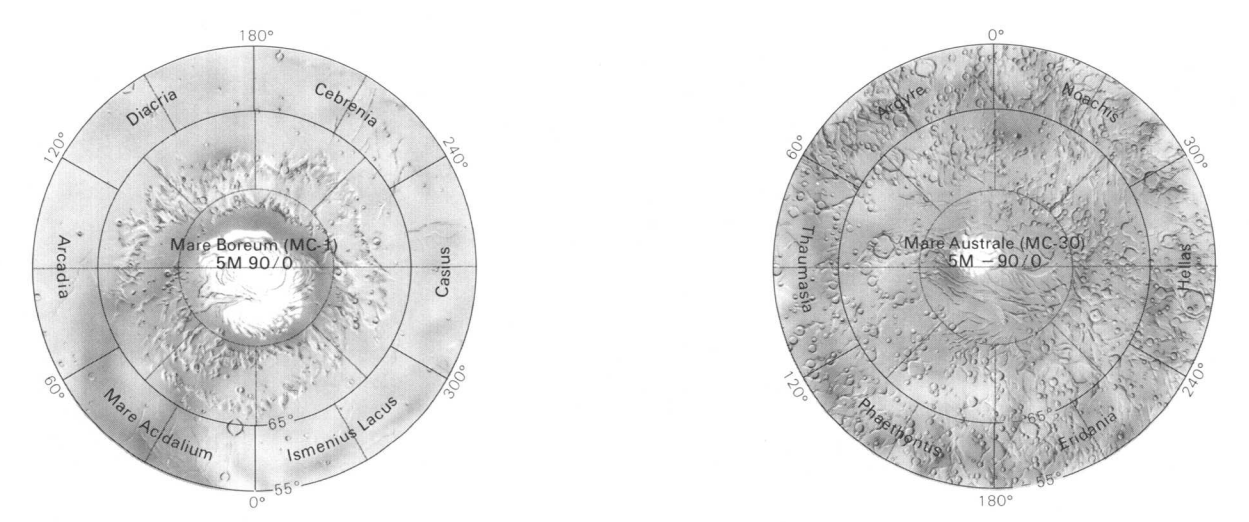 180°
Diacria
Cebrenia
120°
240°
Arcadia
Mare Boreum (MC-1)
5M 90/0
Casius
60°
300°
Mare Acidalium
65°
Ismenius Lacus
55°
0°
0°
Argyre
Noachis
60°
300°
Thaumasia
Mare Australe (MC-30)
5M − 90/0
Hellas
120°
240°
Phaethontis
65°
Eridania
55°
180°